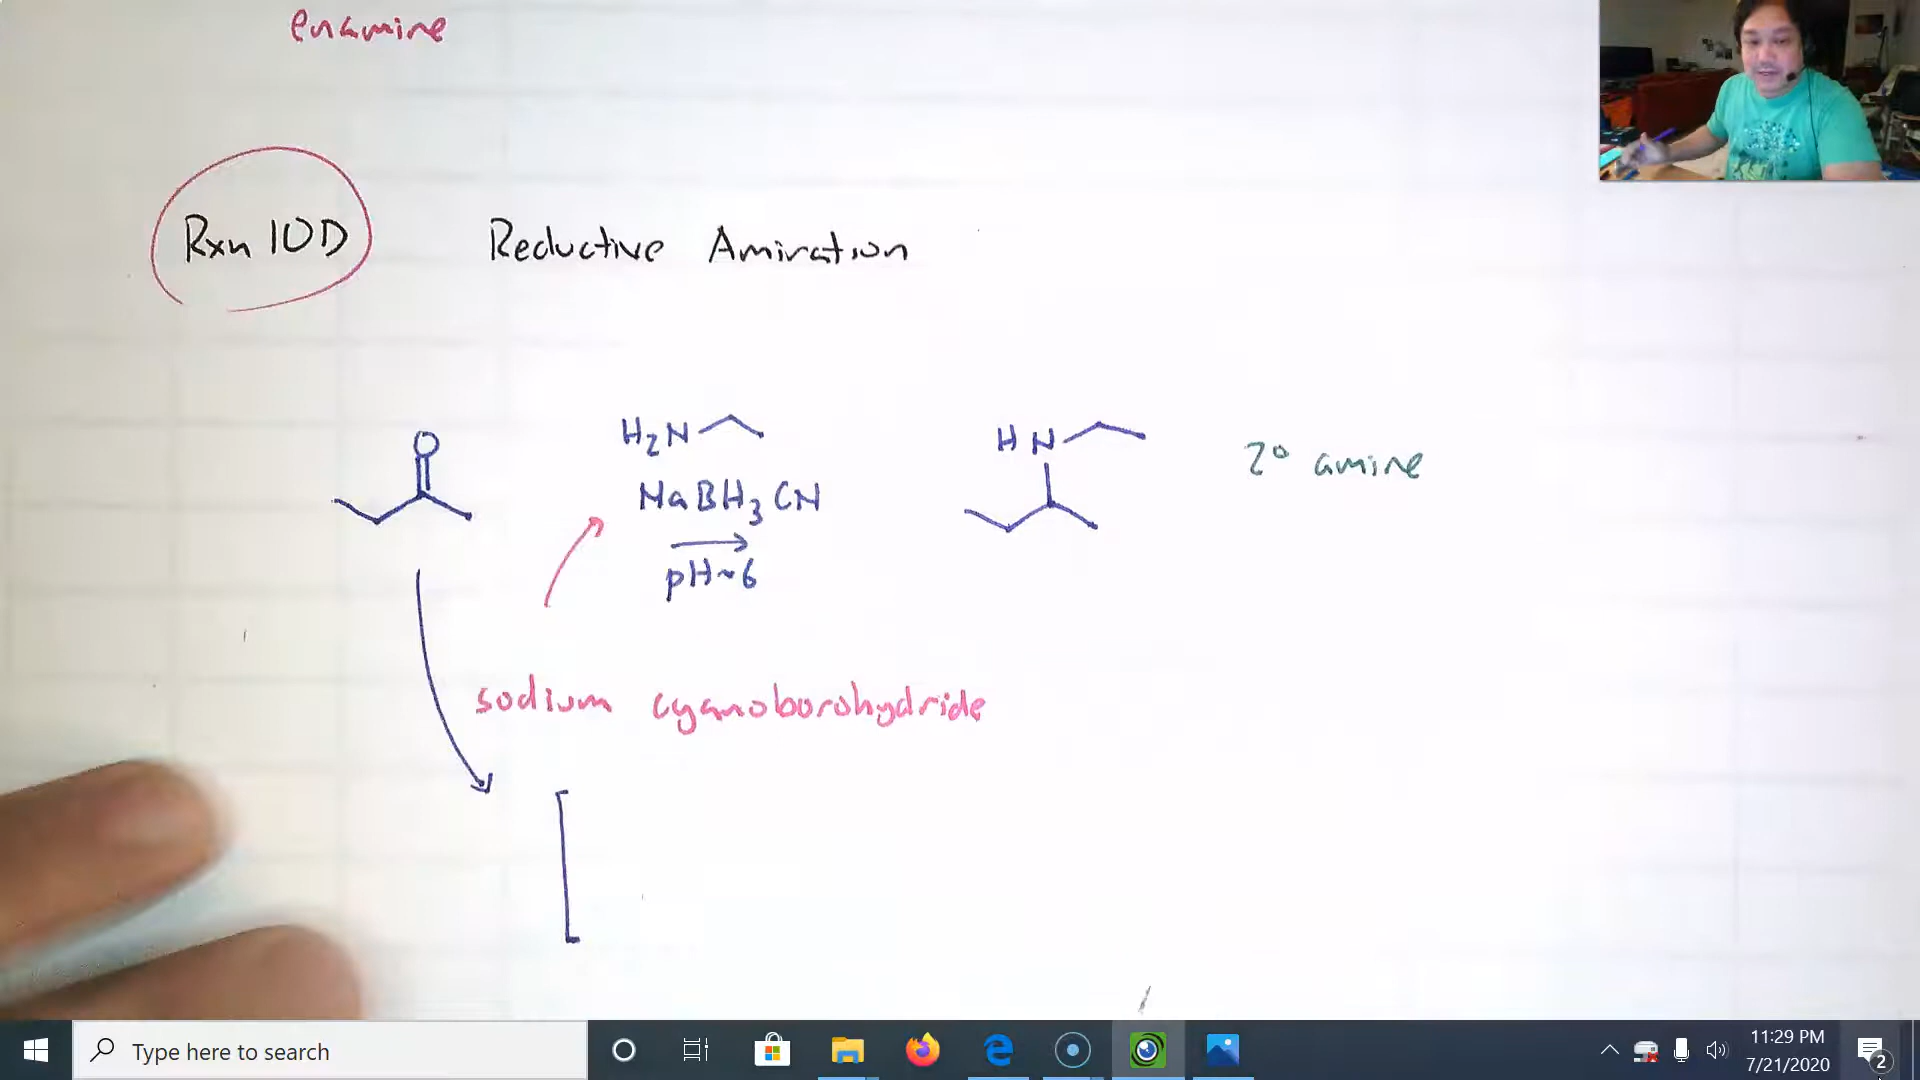 enamine
Rxn 10D
Reductive Amination
O
H₂N
NaBH₃CN
pH~6
H N
2° amine
sodium cyanoborohydride
Type here to search
11:29 PM
7/21/2020
2